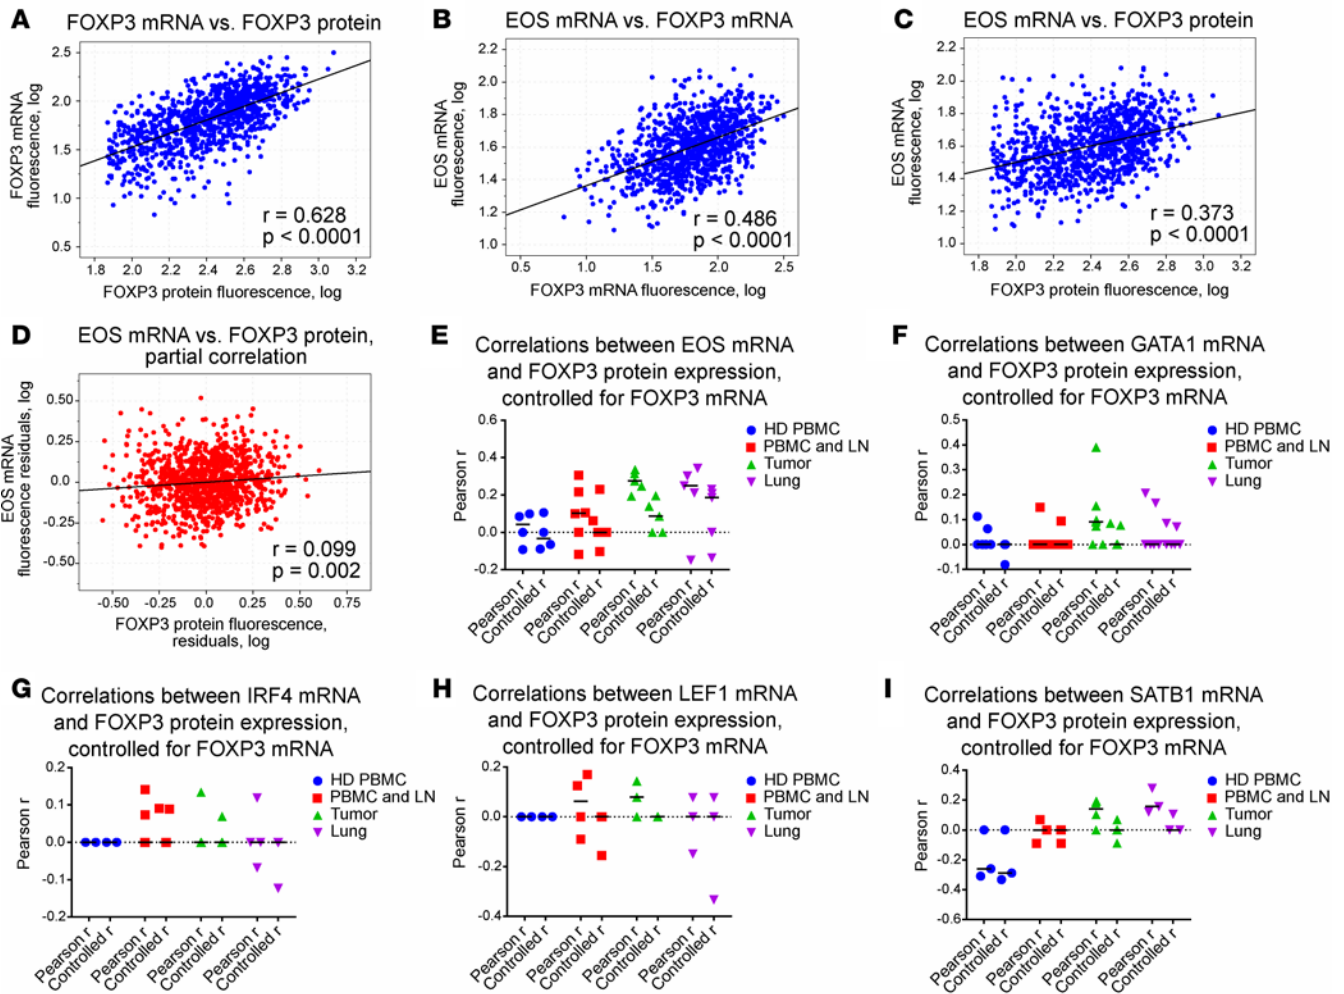 A
FOXP3 mRNA vs. FOXP3 protein
FOXP3 mRNA
fluorescence, log
2.5
2.0
1.5
1.0
0.5
r = 0.628
p < 0.0001
1.8 2.0 2.2 2.4 2.6 2.8 3.0 3.2
FOXP3 protein fluorescence, log
B
EOS mRNA vs. FOXP3 mRNA
EOS mRNA
fluorescence, log
2.2
2.0
1.8
1.6
1.4
1.2
1.0
r = 0.486
p < 0.0001
0.5 1.0 1.5 2.0 2.5
FOXP3 mRNA fluorescence, log
C
EOS mRNA vs. FOXP3 protein
EOS mRNA
fluorescence, log
2.2
2.0
1.8
1.6
1.4
1.2
1.0
r = 0.373
p < 0.0001
1.8 2.0 2.2 2.4 2.6 2.8 3.0 3.2
FOXP3 protein fluorescence, log
D
EOS mRNA vs. FOXP3 protein,
partial correlation
EOS mRNA
fluorescence residuals, log
0.50
0.25
0.0
-0.25
-0.50
r = 0.099
p = 0.002
-0.50 -0.25 0.0 0.25 0.50 0.75
FOXP3 protein fluorescence,
residuals, log
E
Correlations between EOS mRNA
and FOXP3 protein expression,
controlled for FOXP3 mRNA
Pearson r
0.6
0.4
0.2
0.0
-0.2
HD PBMC
PBMC and LN
Tumor
Lung
Pearson r
Controlled r
Pearson r
Controlled r
Pearson r
Controlled r
Pearson r
Controlled r
F
Correlations between GATA1 mRNA
and FOXP3 protein expression,
controlled for FOXP3 mRNA
Pearson r
0.5
0.4
0.3
0.2
0.1
0.0
-0.1
HD PBMC
PBMC and LN
Tumor
Lung
Pearson r
Controlled r
Pearson r
Controlled r
Pearson r
Controlled r
Pearson r
Controlled r
G
Correlations between IRF4 mRNA
and FOXP3 protein expression,
controlled for FOXP3 mRNA
Pearson r
0.2
0.1
0.0
-0.1
-0.2
HD PBMC
PBMC and LN
Tumor
Lung
Pearson r
Controlled r
Pearson r
Controlled r
Pearson r
Controlled r
Pearson r
Controlled r
H
Correlations between LEF1 mRNA
and FOXP3 protein expression,
controlled for FOXP3 mRNA
Pearson r
0.2
0.0
-0.2
-0.4
HD PBMC
PBMC and LN
Tumor
Lung
Pearson r
Controlled r
Pearson r
Controlled r
Pearson r
Controlled r
Pearson r
Controlled r
I
Correlations between SATB1 mRNA
and FOXP3 protein expression,
controlled for FOXP3 mRNA
Pearson r
0.4
0.2
0.0
-0.2
-0.4
-0.6
HD PBMC
PBMC and LN
Tumor
Lung
Pearson r
Controlled r
Pearson r
Controlled r
Pearson r
Controlled r
Pearson r
Controlled r